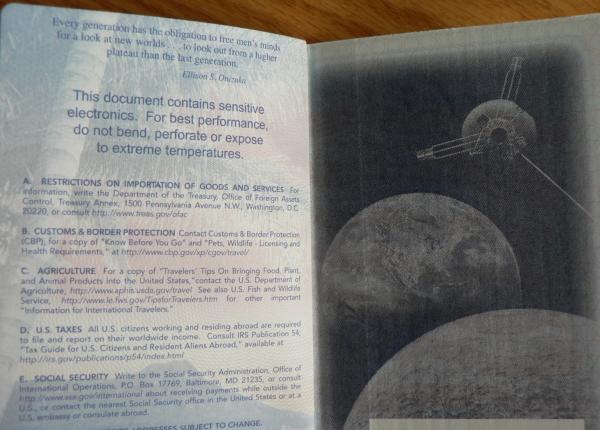 Every generation has the obligation to free men's minds
for a look at new worlds . . . to look out from a higher
plateau than the last generation.
Ellison S. Onizuka
This document contains sensitive
electronics. For best performance,
do not bend, perforate or expose
to extreme temperatures.
A. RESTRICTIONS ON IMPORTATION OF GOODS AND SERVICES For
information, write the Department of the Treasury, Office of Foreign Assets
Control, Treasury Annex, 1500 Pennsylvania Avenue N.W., Washington, D.C.
20220, or consult http://www.treas.gov/ofac
B. CUSTOMS & BORDER PROTECTION Contact Customs & Border Protection
(CBP), for a copy of "Know Before You Go" and "Pets, Wildlife - Licensing and
Health Requirements," at http://www.cbp.gov/xp/cgov/travel/
C. AGRICULTURE For a copy of "Travelers' Tips On Bringing Food, Plant,
and Animal Products into the United States," contact the U.S. Department of
Agriculture, http://www.aphis.usda.gov/travel See also U.S. Fish and Wildlife
Service, http://www.le.fws.gov/TipsforTravelers.htm for other important
"Information for International Travelers."
D. U.S. TAXES All U.S. citizens working and residing abroad are required
to file and report on their worldwide income. Consult IRS Publication 54,
"Tax Guide for U.S. Citizens and Resident Aliens Abroad," available at
http://irs.gov/publications/p54/index.html
E. SOCIAL SECURITY Write to the Social Security Administration, Office of
International Operations, P.O. Box 17769, Baltimore, MD 21235, or consult
http://www.ssa.gov/international about receiving payments while outside the
U.S., or contact the nearest Social Security office in the United States or at a
U.S. embassy or consulate abroad.
ADDRESSES SUBJECT TO CHANGE.